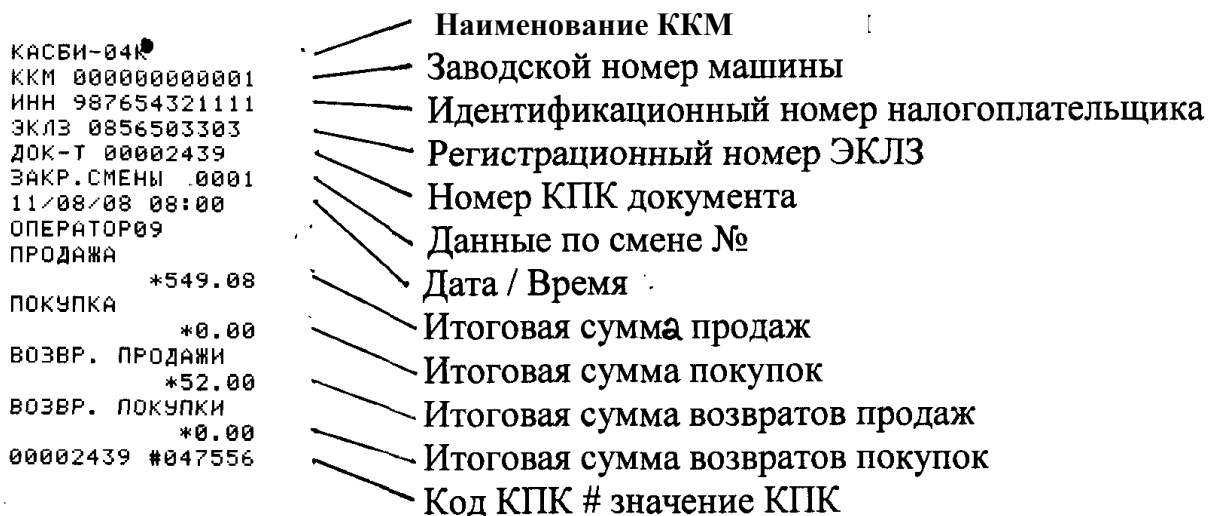 Наименование ККМ
КАСБИ-04К
ККМ 000000000001
Заводской номер машины
ИНН 987654321111
Идентификационный номер налогоплательщика
ЭКЛЗ 0856503303
Регистрационный номер ЭКЛЗ
ДОК-Т 00002439
Номер КПК документа
ЗАКР.СМЕНЫ .0001
Данные по смене №
11/08/08 08:00
Дата / Время
ОПЕРАТОР09
ПРОДАЖА
*549.08
Итоговая сумма продаж
ПОКУПКА
*0.00
Итоговая сумма покупок
ВОЗВР. ПРОДАЖИ
*52.00
Итоговая сумма возвратов продаж
ВОЗВР. ПОКУПКИ
*0.00
Итоговая сумма возвратов покупок
00002439 #047556
Код КПК # значение КПК